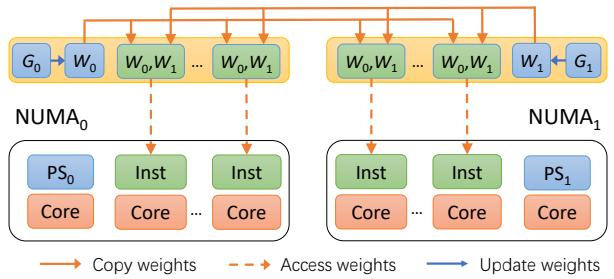 G0 W0 W0,W1 ... W0,W1 W0,W1 ... W0,W1 W1 G1
NUMA0 NUMA1
PS0 Inst Inst Inst Inst PS1
Core Core ... Core Core ... Core Core
Copy weights Access weights Update weights